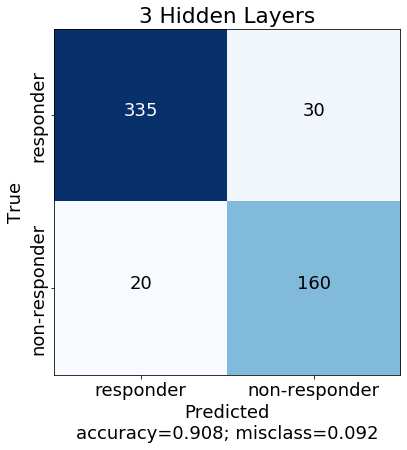 3 Hidden Layers
True
responder
335
30
non-responder
20
160
responder
non-responder
Predicted
accuracy=0.908; misclass=0.092